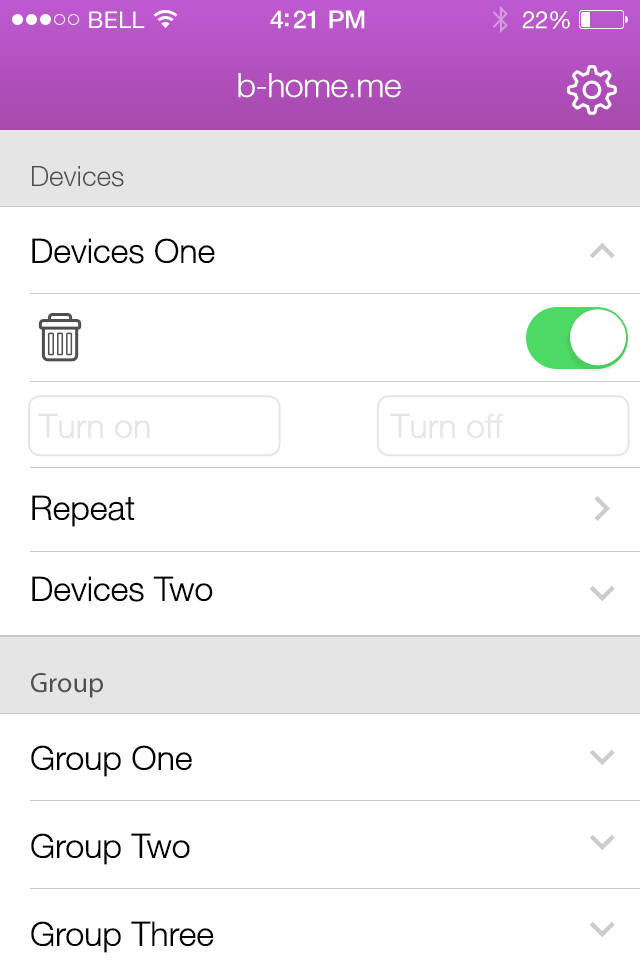 BELL 4:21 PM 22%
b-home.me
Devices
Devices One
Turn on Turn off
Repeat
Devices Two
Group
Group One
Group Two
Group Three